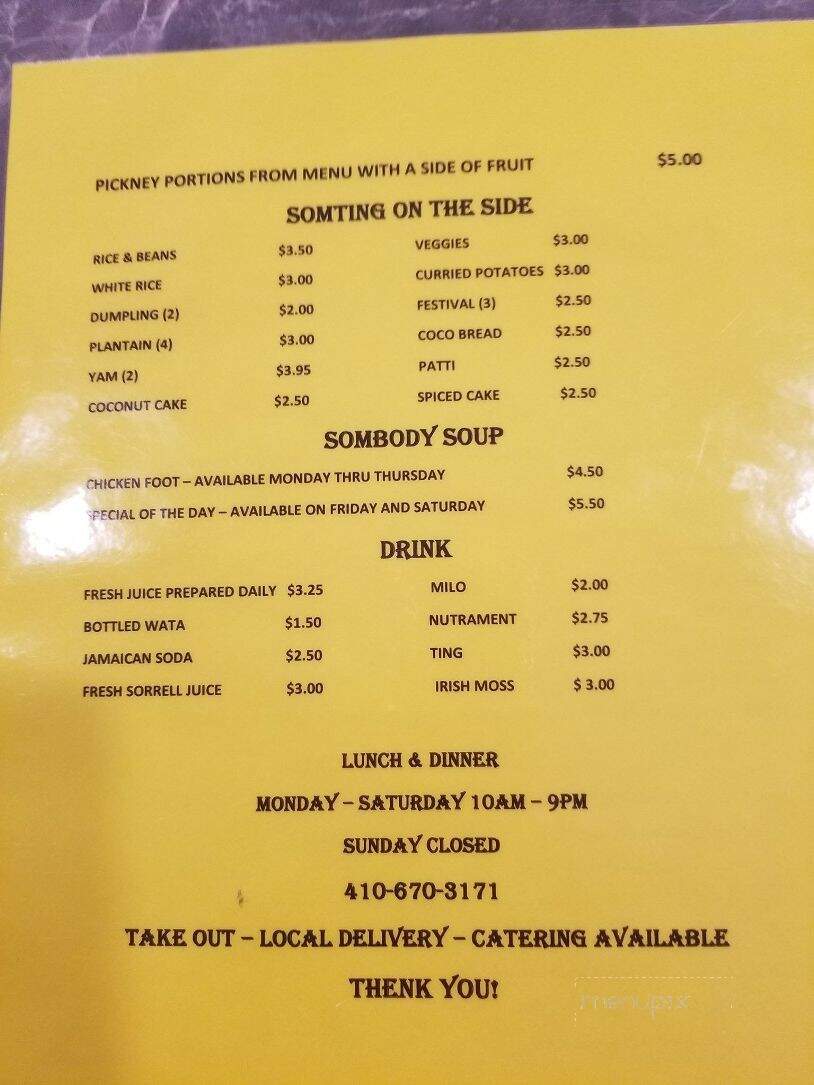 PICKNEY PORTIONS FROM MENU WITH A SIDE OF FRUIT $5.00
SOMTING ON THE SIDE
RICE & BEANS $3.50 VEGGIES $3.00
WHITE RICE $3.00 CURRIED POTATOES $3.00
DUMPLING (2) $2.00 FESTIVAL (3) $2.50
PLANTAIN (4) $3.00 COCO BREAD $2.50
YAM (2) $3.95 PATTI $2.50
COCONUT CAKE $2.50 SPICED CAKE $2.50
SOMBODY SOUP
CHICKEN FOOT – AVAILABLE MONDAY THRU THURSDAY $4.50
SPECIAL OF THE DAY – AVAILABLE ON FRIDAY AND SATURDAY $5.50
DRINK
FRESH JUICE PREPARED DAILY $3.25 MILO $2.00
BOTTLED WATA $1.50 NUTRAMENT $2.75
JAMAICAN SODA $2.50 TING $3.00
FRESH SORRELL JUICE $3.00 IRISH MOSS $ 3.00
LUNCH & DINNER
MONDAY – SATURDAY 10AM – 9PM
SUNDAY CLOSED
410-670-3171
TAKE OUT – LOCAL DELIVERY – CATERING AVAILABLE
THENK YOU!
menupix